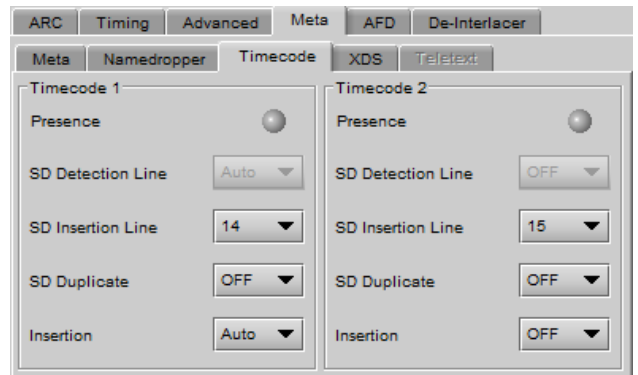 ARC Timing Advanced Meta AFD De-Interlacer
Meta Namedropper Timecode XDS Teletext
Timecode 1 Timecode 2
Presence Presence
SD Detection Line Auto SD Detection Line OFF
SD Insertion Line 14 SD Insertion Line 15
SD Duplicate OFF SD Duplicate OFF
Insertion Auto Insertion OFF